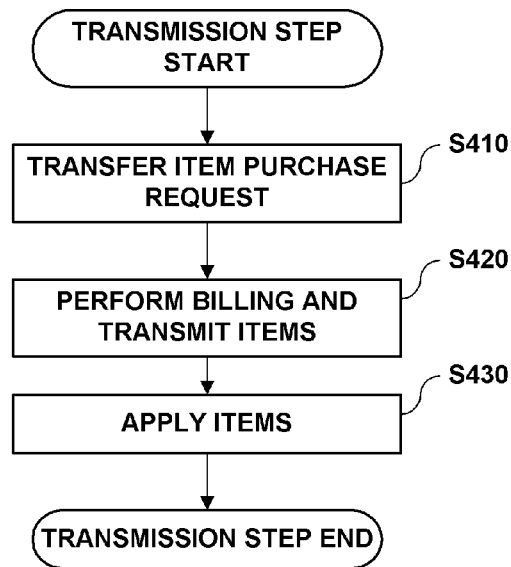 TRANSMISSION STEP
START
S410
TRANSFER ITEM PURCHASE
REQUEST
S420
PERFORM BILLING AND
TRANSMIT ITEMS
S430
APPLY ITEMS
TRANSMISSION STEP END